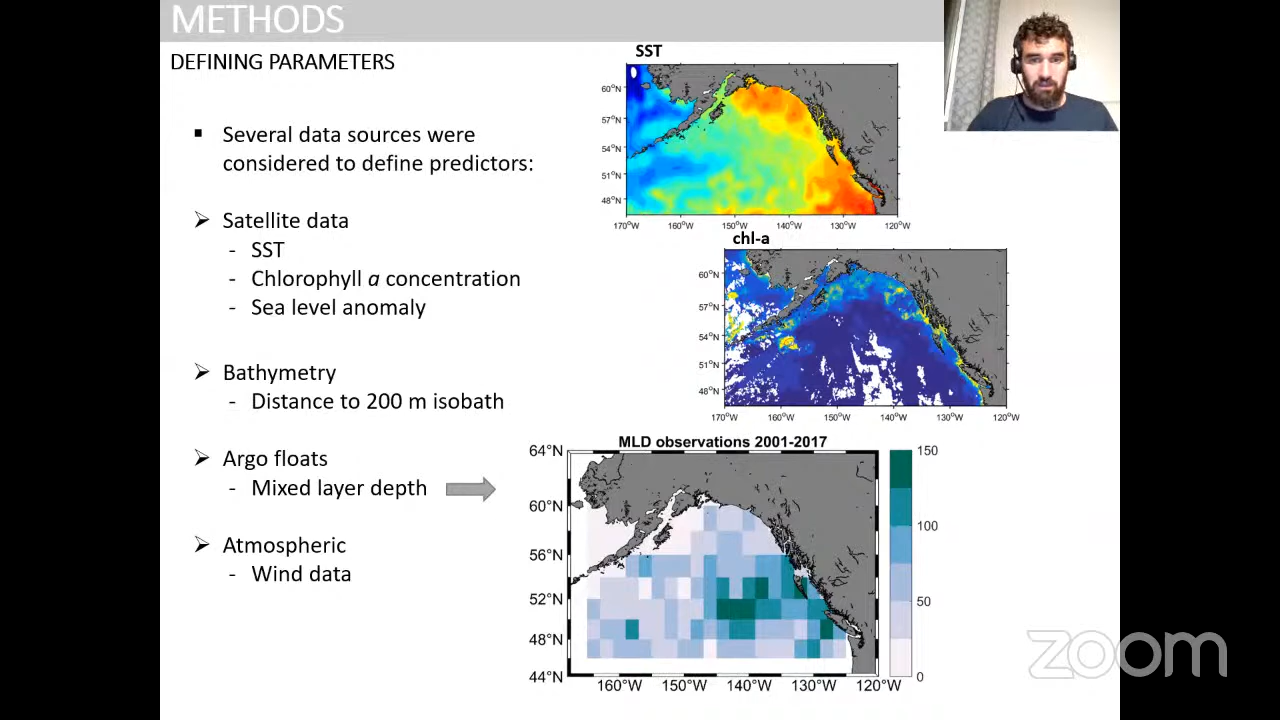 METHODS
DEFINING PARAMETERS
▪ Several data sources were
considered to define predictors:
➢ Satellite data
- SST
- Chlorophyll a concentration
- Sea level anomaly
➢ Bathymetry
- Distance to 200 m isobath
➢ Argo floats
- Mixed layer depth
➢ Atmospheric
- Wind data
SST
60°N
57°N
54°N
51°N
48°N
170°W 160°W 150°W 140°W 130°W 120°W
chl-a
60°N
57°N
54°N
51°N
48°N
170°W 160°W 150°W 140°W 130°W 120°W
MLD observations 2001-2017
64°N
60°N
56°N
52°N
48°N
44°N
160°W 150°W 140°W 130°W 120°W
150
100
50
0
zoom